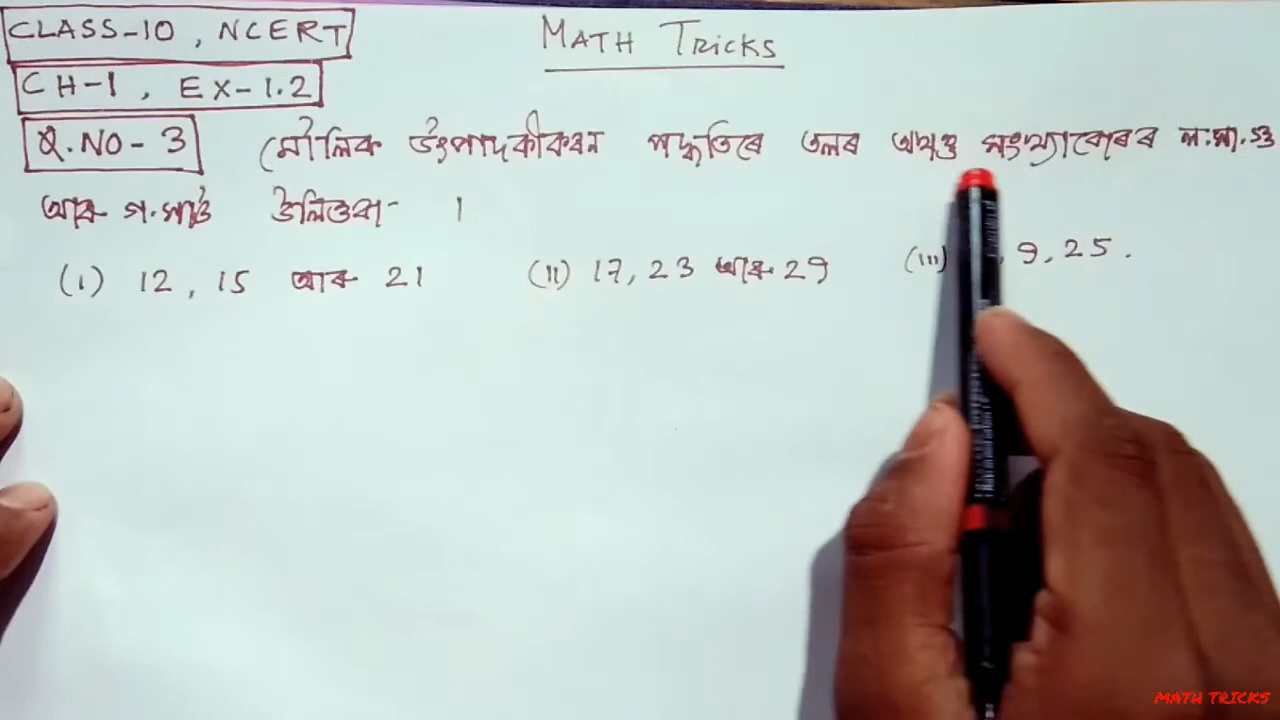 CLASS-10, NCERT
MATH TRICKS
CH-1, EX-1.2
Q.NO-3 মৌলিক উৎপাদকীকৰন পদ্ধতিৰে তলৰ অখণ্ড সংখ্যাবোৰৰ ল.সা.গু
আৰু গ.সা.উ উলিওৱা- ।
(i) 12, 15 আৰু 21 (ii) 17, 23 আৰু 29 (iii) , 9, 25.
MATH TRICKS